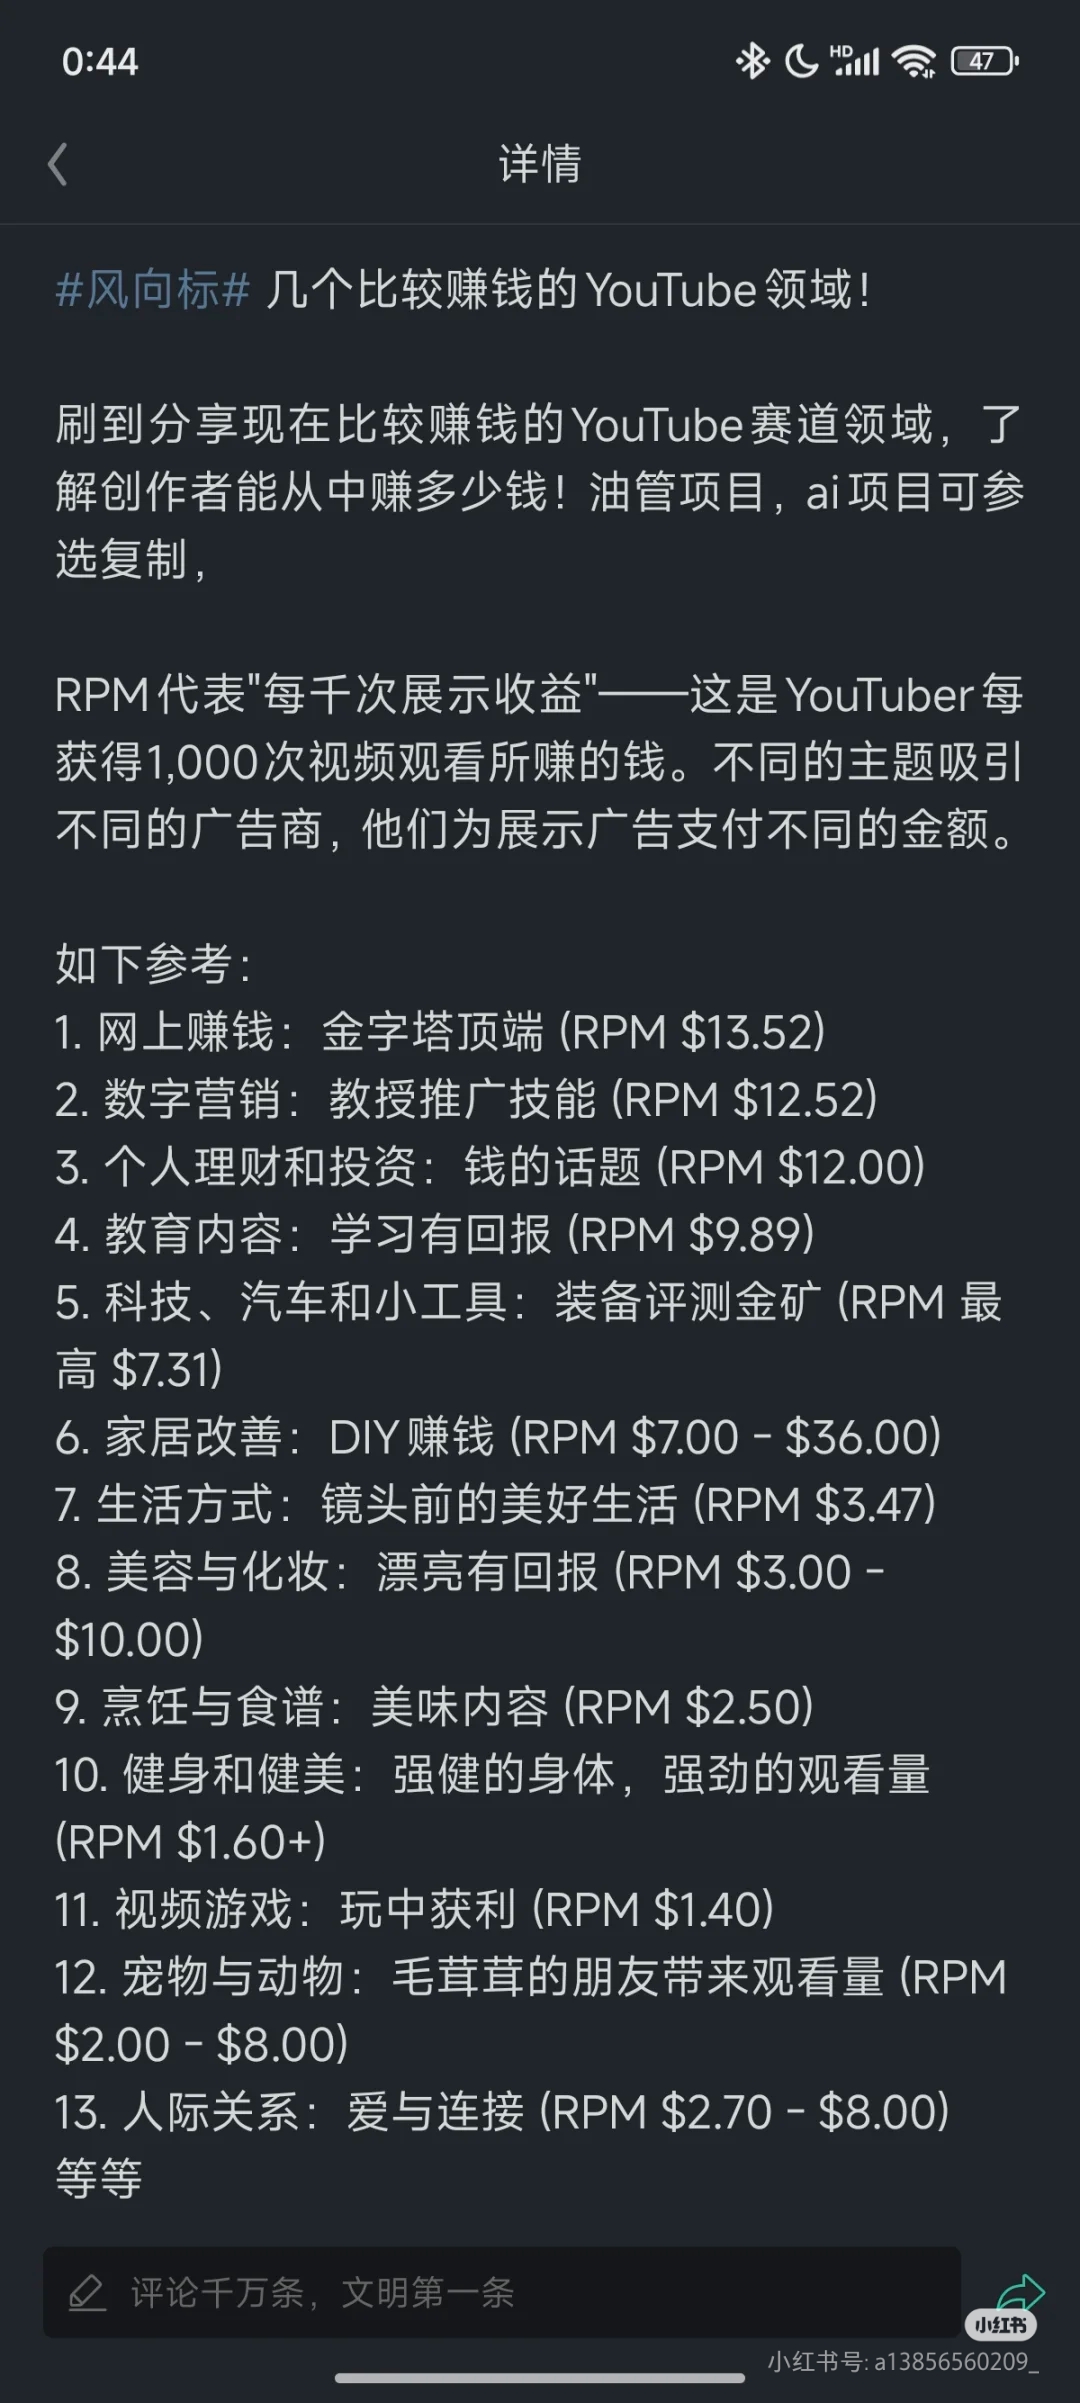 0:44
HD
47
详情
#风向标# 几个比较赚钱的YouTube领域！
刷到分享现在比较赚钱的YouTube赛道领域，了
解创作者能从中赚多少钱！油管项目，ai项目可参
选复制，
RPM代表"每千次展示收益"——这是YouTuber每
获得1,000次视频观看所赚的钱。不同的主题吸引
不同的广告商，他们为展示广告支付不同的金额。
如下参考：
1. 网上赚钱：金字塔顶端 (RPM $13.52)
2. 数字营销：教授推广技能 (RPM $12.52)
3. 个人理财和投资：钱的话题 (RPM $12.00)
4. 教育内容：学习有回报 (RPM $9.89)
5. 科技、汽车和小工具：装备评测金矿 (RPM 最
高 $7.31)
6. 家居改善：DIY赚钱 (RPM $7.00 - $36.00)
7. 生活方式：镜头前的美好生活 (RPM $3.47)
8. 美容与化妆：漂亮有回报 (RPM $3.00 -
$10.00)
9. 烹饪与食谱：美味内容 (RPM $2.50)
10. 健身和健美：强健的身体，强劲的观看量
(RPM $1.60+)
11. 视频游戏：玩中获利 (RPM $1.40)
12. 宠物与动物：毛茸茸的朋友带来观看量 (RPM
$2.00 - $8.00)
13. 人际关系：爱与连接 (RPM $2.70 - $8.00)
等等
评论千万条，文明第一条
小红书
小红书号: a13856560209_